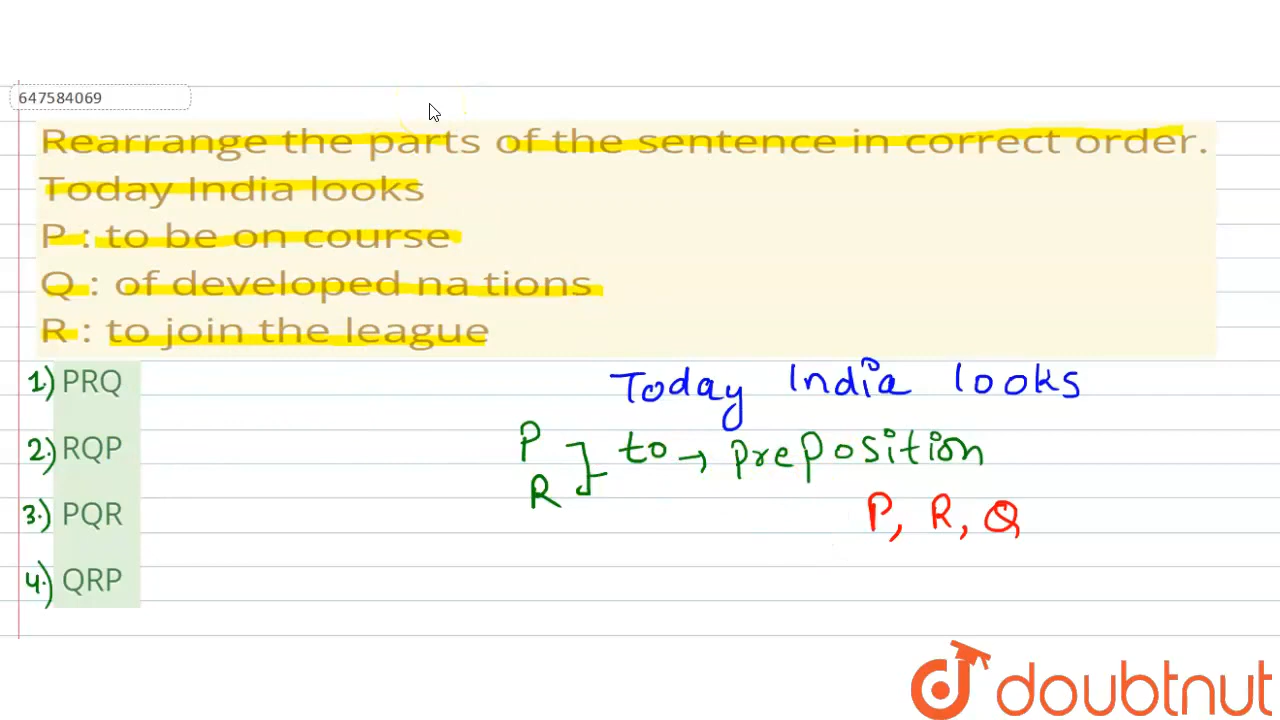 647584069
Rearrange the parts of the sentence in correct order.
Today India looks
P : to be on course
Q : of developed na tions
R : to join the league
1) PRQ
2.) RQP
3.) PQR
4.) QRP
Today India looks
P
R
to → preposition
P, R, Q
doubtnut